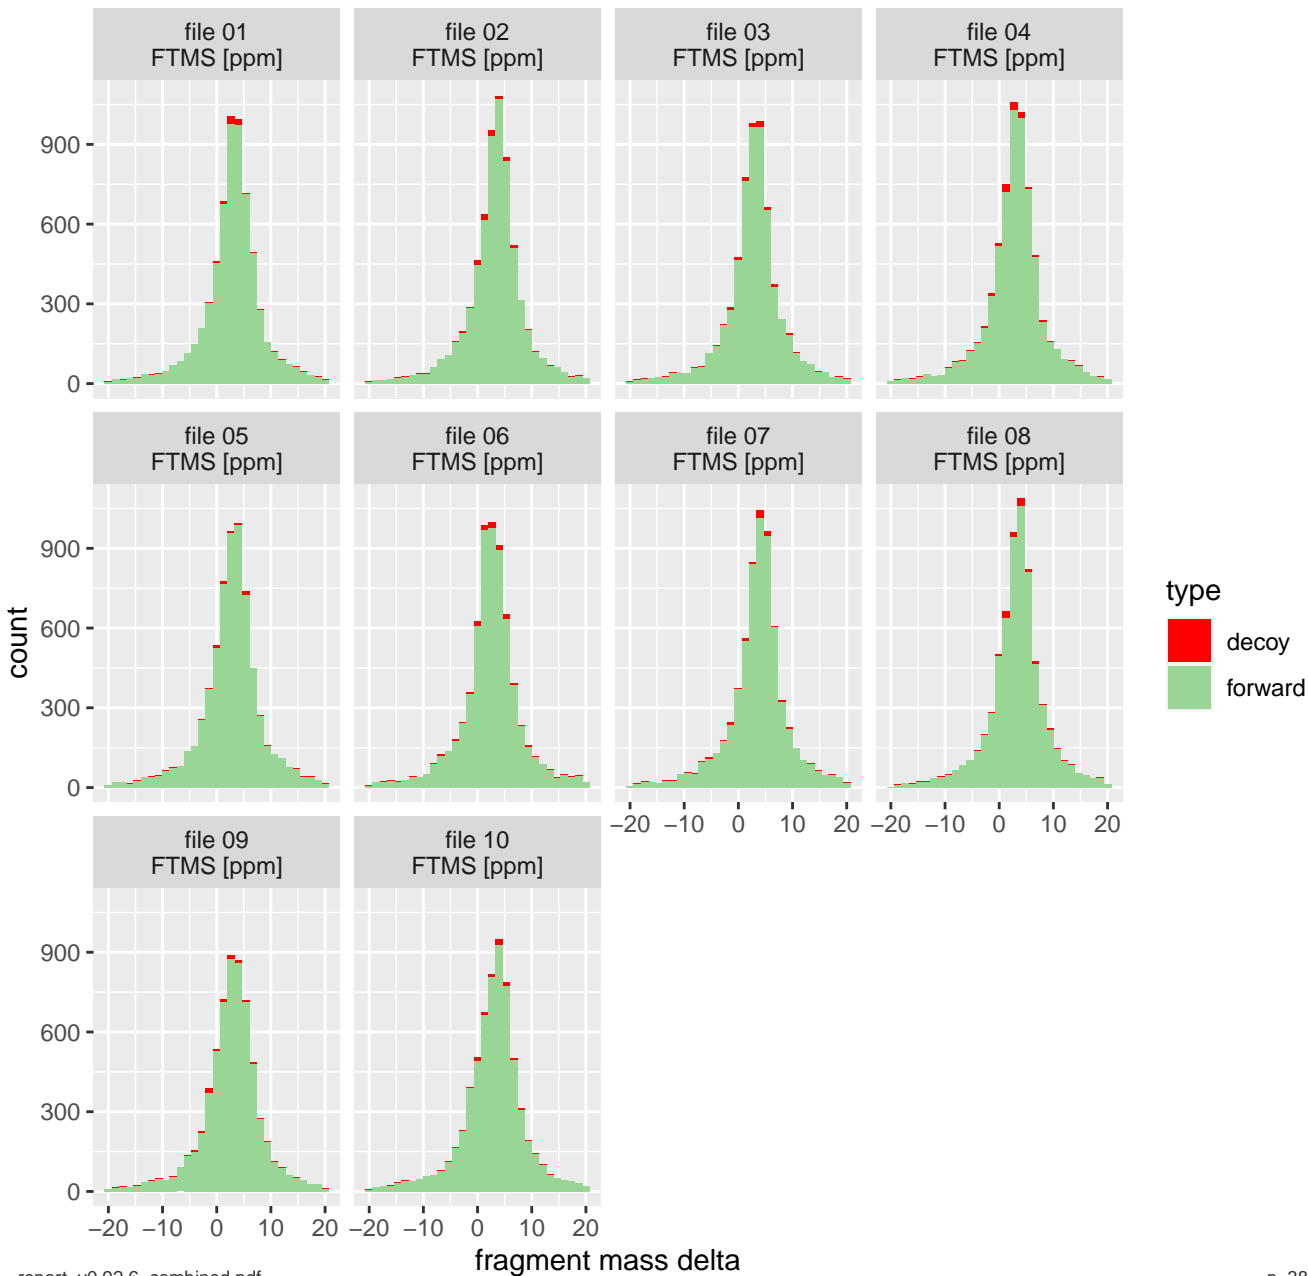 file 01
FTMS [ppm]
file 02
FTMS [ppm]
file 03
FTMS [ppm]
file 04
FTMS [ppm]
900
600
300
0
file 05
FTMS [ppm]
file 06
FTMS [ppm]
file 07
FTMS [ppm]
file 08
FTMS [ppm]
900
600
300
0
−20 −10 0 10 20
−20 −10 0 10 20
file 09
FTMS [ppm]
file 10
FTMS [ppm]
900
600
300
0
−20 −10 0 10 20
−20 −10 0 10 20
count
fragment mass delta
type
decoy
forward